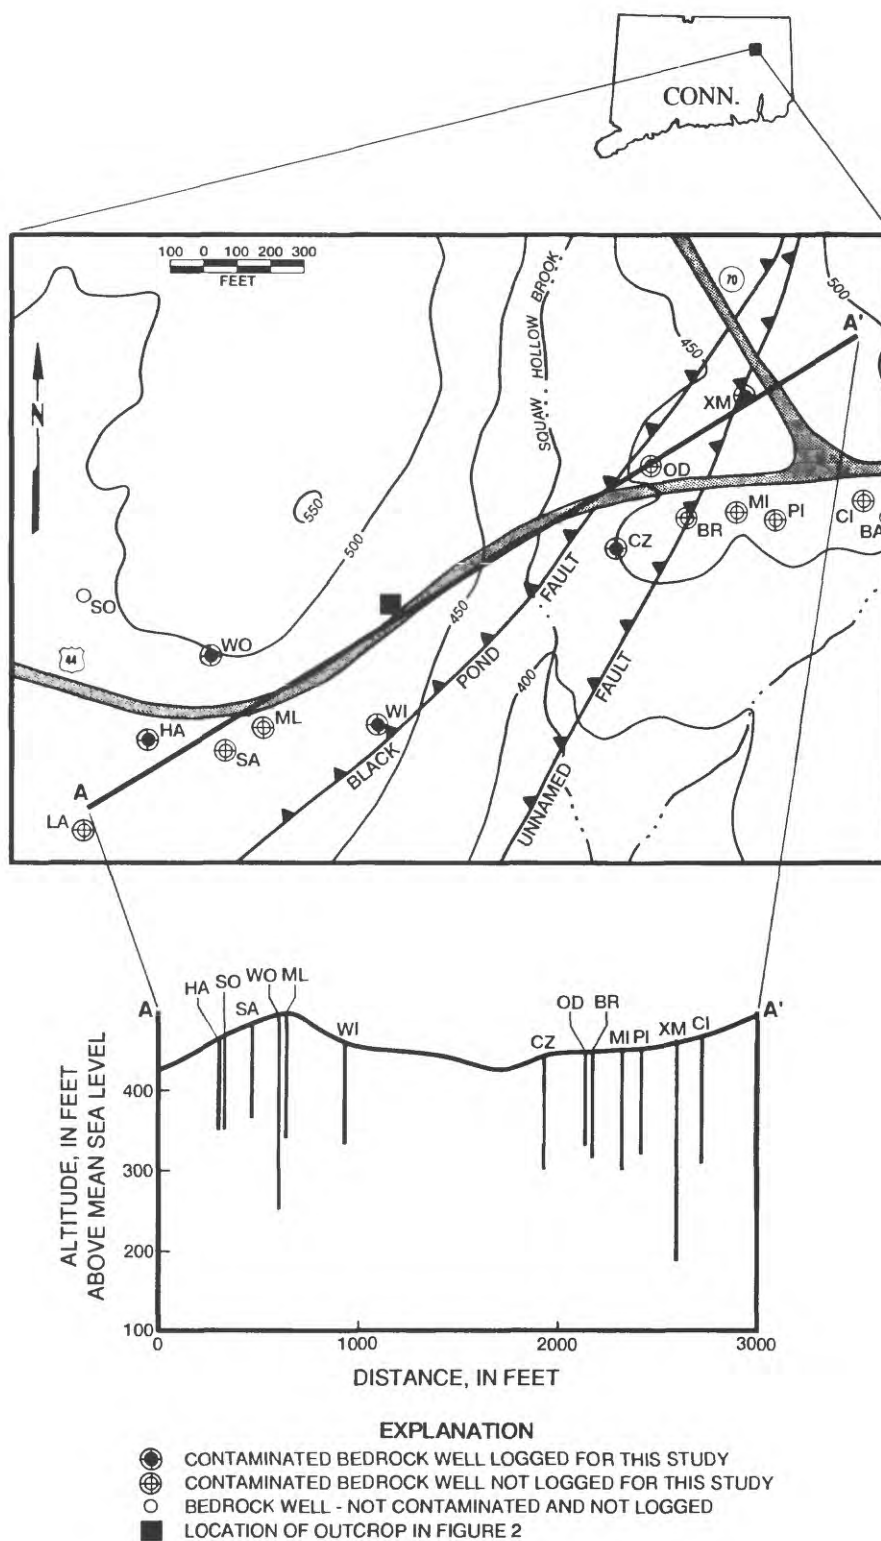 CONN.
100 0 100 200 300
FEET
N
SQUAW HOLLOW BROOK
70
500
450
A'
XM
OD
550
500
SO
WO
44
CZ
BR
MI
PI
CI
BA
450
FAULT
POND
BLACK
400
FAULT
UNNAMED
HA
ML
SA
WI
A
LA
A
HA
SO
WO
ML
SA
WI
CZ
OD
BR
MI
PI
XM
CI
A'
ALTITUDE, IN FEET
ABOVE MEAN SEA LEVEL
400
300
200
100
0
1000
2000
3000
DISTANCE, IN FEET
EXPLANATION
CONTAMINATED BEDROCK WELL LOGGED FOR THIS STUDY
CONTAMINATED BEDROCK WELL NOT LOGGED FOR THIS STUDY
BEDROCK WELL - NOT CONTAMINATED AND NOT LOGGED
LOCATION OF OUTCROP IN FIGURE 2